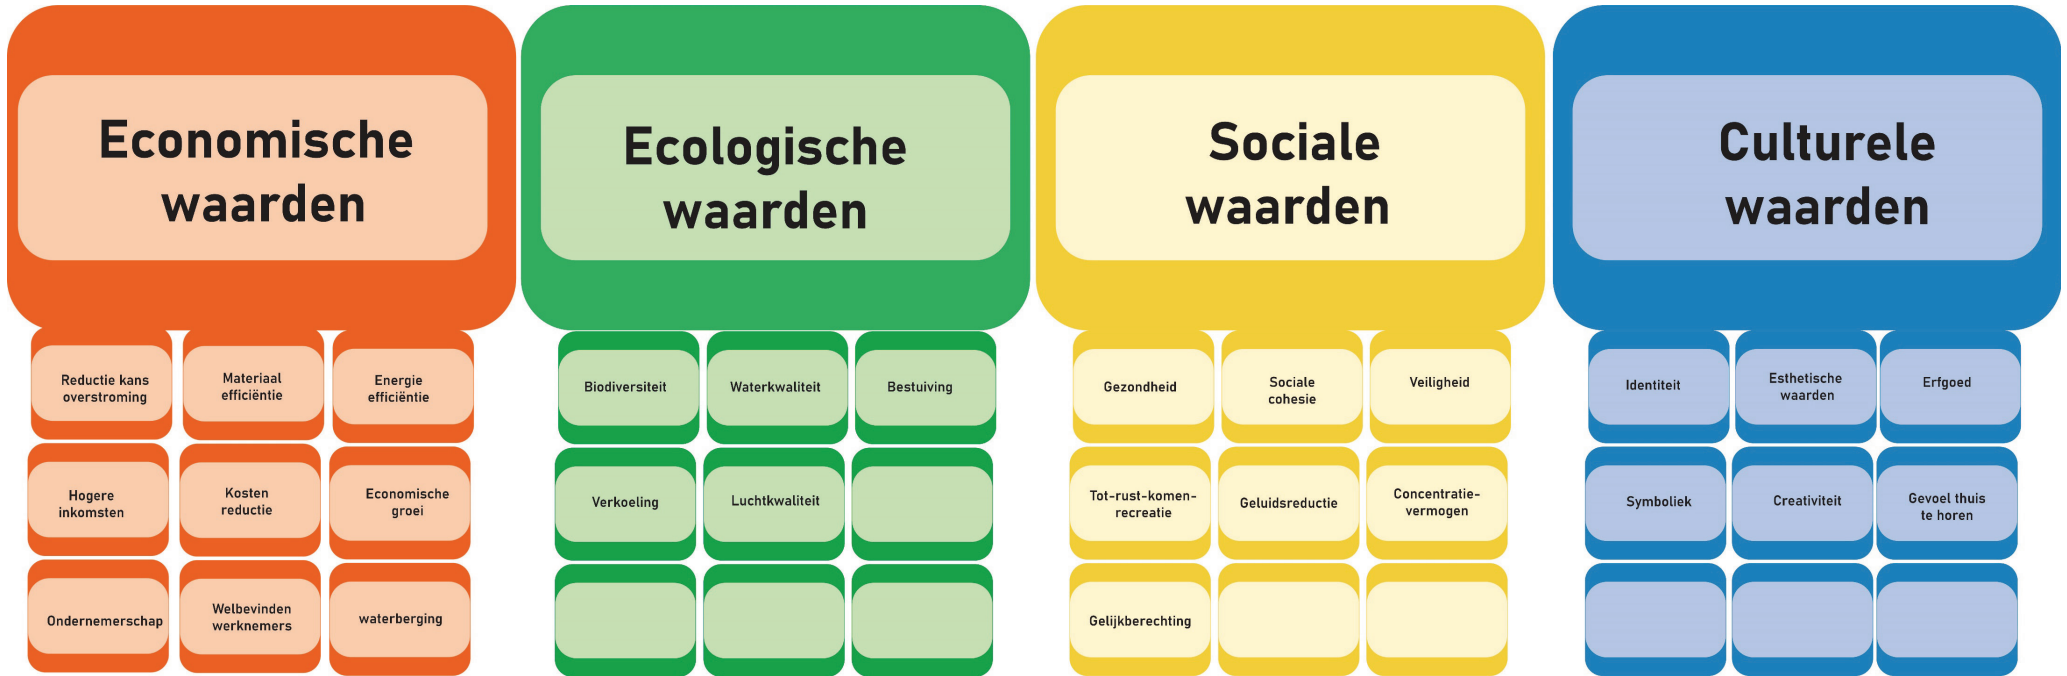 Economische
waarden
Ecologische
waarden
Sociale
waarden
Culturele
waarden
Reductie kans
overstroming
Materiaal
efficiëntie
Energie
efficiëntie
Hogere
inkomsten
Kosten
reductie
Economische
groei
Ondernemerschap
Welbevinden
werknemers
waterberging
Biodiversiteit
Waterkwaliteit
Bestuiving
Verkoeling
Luchtkwaliteit
Gezondheid
Sociale
cohesie
Veiligheid
Tot-rust-komen-
recreatie
Geluidsreductie
Concentratie-
vermogen
Gelijkberechting
Identiteit
Esthetische
waarden
Erfgoed
Symboliek
Creativiteit
Gevoel thuis
te horen